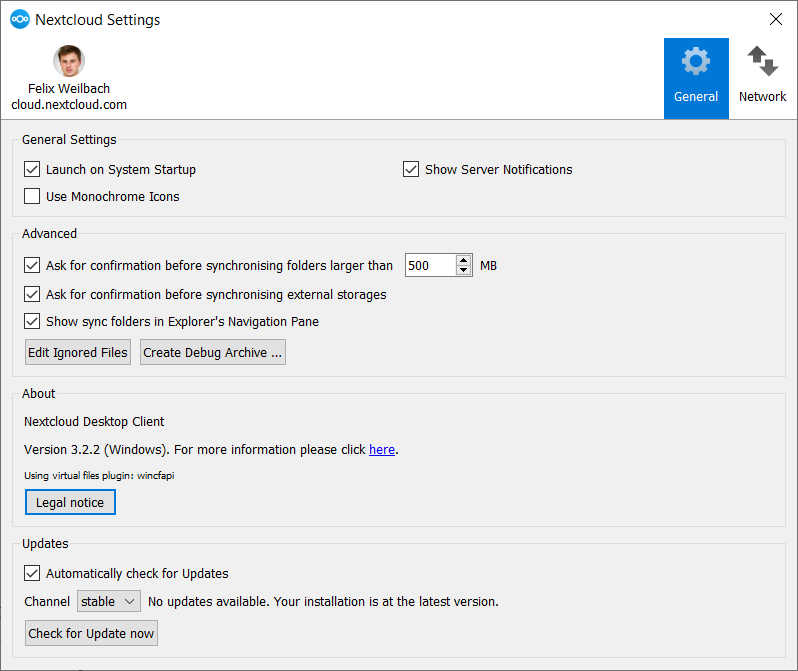 Nextcloud Settings
Felix Weilbach
cloud.nextcloud.com
General
Network
General Settings
Launch on System Startup
Show Server Notifications
Use Monochrome Icons
Advanced
Ask for confirmation before synchronising folders larger than 500 MB
Ask for confirmation before synchronising external storages
Show sync folders in Explorer's Navigation Pane
Edit Ignored Files
Create Debug Archive ...
About
Nextcloud Desktop Client
Version 3.2.2 (Windows). For more information please click here.
Using virtual files plugin: wincfapi
Legal notice
Updates
Automatically check for Updates
Channel stable No updates available. Your installation is at the latest version.
Check for Update now